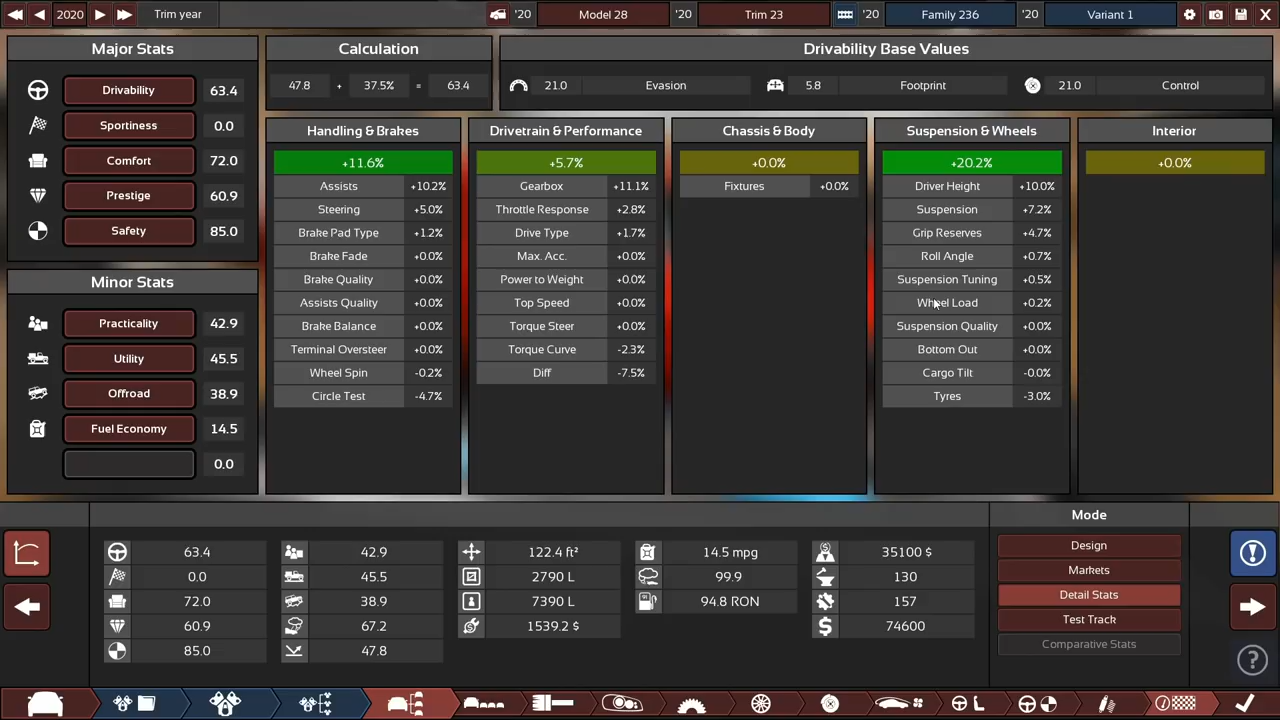 2020 Trim year '20 Model 28 '20 Trim 23 '20 Family 236 '20 Variant 1
Major Stats
Drivability 63.4
Sportiness 0.0
Comfort 72.0
Prestige 60.9
Safety 85.0
Minor Stats
Practicality 42.9
Utility 45.5
Offroad 38.9
Fuel Economy 14.5
0.0
Calculation
47.8 + 37.5% = 63.4
Drivability Base Values
21.0 Evasion 5.8 Footprint 21.0 Control
Handling & Brakes
+11.6%
Assists +10.2%
Steering +5.0%
Brake Pad Type +1.2%
Brake Fade +0.0%
Brake Quality +0.0%
Assists Quality +0.0%
Brake Balance +0.0%
Terminal Oversteer +0.0%
Wheel Spin -0.2%
Circle Test -4.7%
Drivetrain & Performance
+5.7%
Gearbox +11.1%
Throttle Response +2.8%
Drive Type +1.7%
Max. Acc. +0.0%
Power to Weight +0.0%
Top Speed +0.0%
Torque Steer +0.0%
Torque Curve -2.3%
Diff -7.5%
Chassis & Body
+0.0%
Fixtures +0.0%
Suspension & Wheels
+20.2%
Driver Height +10.0%
Suspension +7.2%
Grip Reserves +4.7%
Roll Angle +0.7%
Suspension Tuning +0.5%
Wheel Load +0.2%
Suspension Quality +0.0%
Bottom Out +0.0%
Cargo Tilt -0.0%
Tyres -3.0%
Interior
+0.0%
63.4 42.9 122.4 ft² 14.5 mpg 35100 $
0.0 45.5 2790 L 99.9 130
72.0 38.9 7390 L 94.8 RON 157
60.9 67.2 1539.2 $ 74600
85.0 47.8
Mode
Design
Markets
Detail Stats
Test Track
Comparative Stats